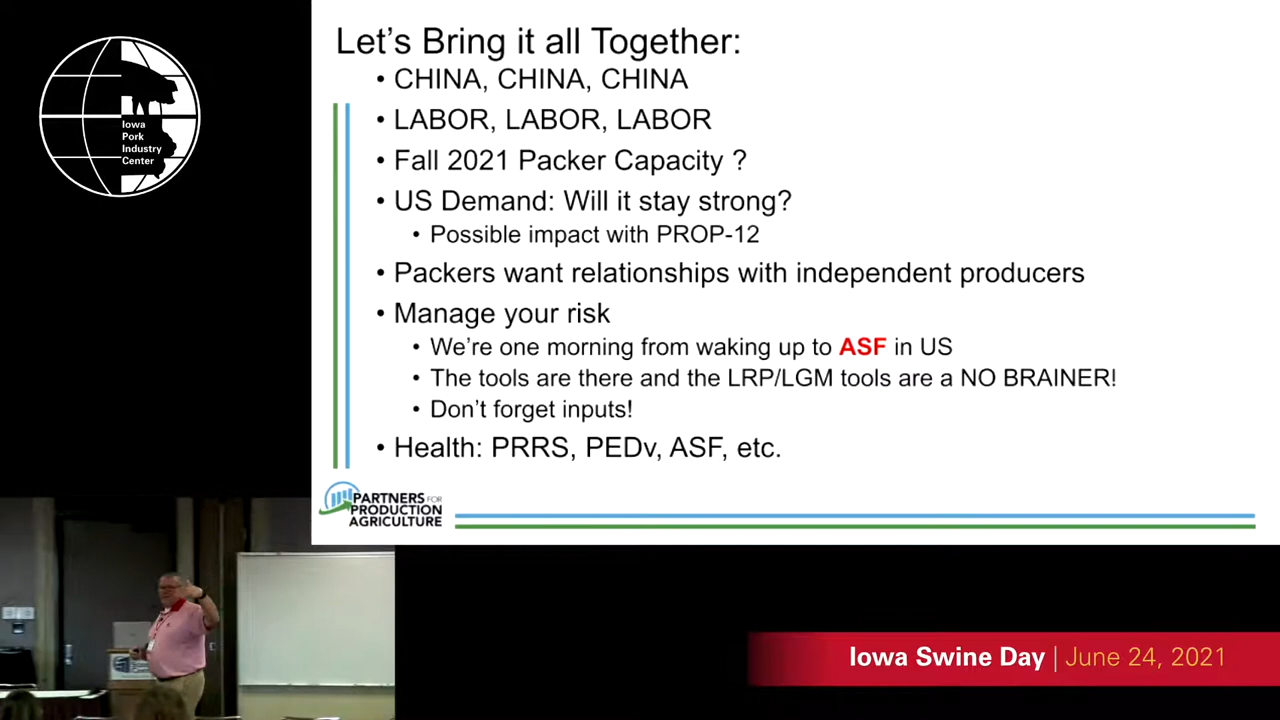 Iowa
Pork
Industry
Center
Let's Bring it all Together:
• CHINA, CHINA, CHINA
• LABOR, LABOR, LABOR
• Fall 2021 Packer Capacity ?
• US Demand: Will it stay strong?
• Possible impact with PROP-12
• Packers want relationships with independent producers
• Manage your risk
• We're one morning from waking up to ASF in US
• The tools are there and the LRP/LGM tools are a NO BRAINER!
• Don't forget inputs!
• Health: PRRS, PEDv, ASF, etc.
PARTNERS FOR
PRODUCTION
AGRICULTURE
Iowa Swine Day | June 24, 2021